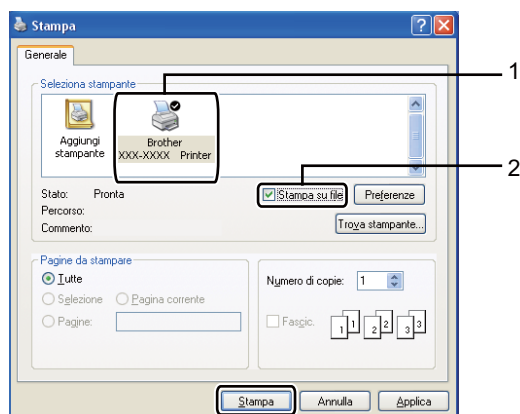 Stampa
Generale
Seleziona stampante
1
Aggiungi
stampante
Brother
XXX-XXXX Printer
2
Stato: Pronta
Stampa su file
Preferenze
Percorso:
Commento:
Trova stampante...
Pagine da stampare
Tutte
Selezione
Pagina corrente
Pagine:
Numero di copie: 1
Fascic.
1 1 2 2 3 3
Stampa
Annulla
Applica